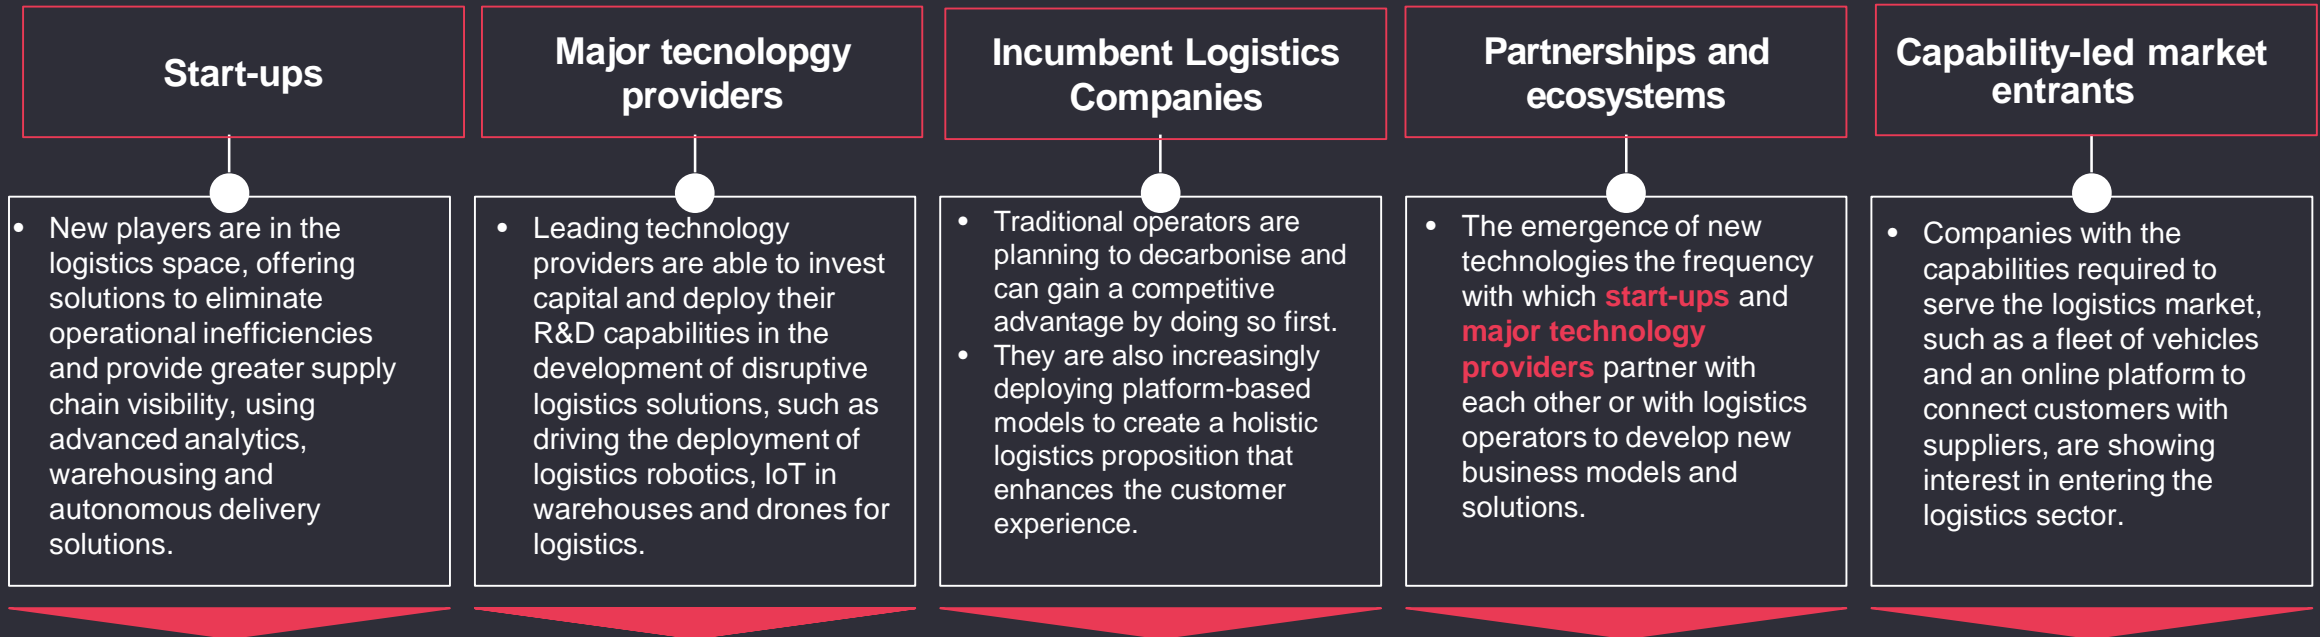 Start-ups
• New players are in the
logistics space, offering
solutions to eliminate
operational inefficiencies
and provide greater supply
chain visibility, using
advanced analytics,
warehousing and
autonomous delivery
solutions.
Major tecnolopgy
providers
• Leading technology
providers are able to invest
capital and deploy their
R&D capabilities in the
development of disruptive
logistics solutions, such as
driving the deployment of
logistics robotics, IoT in
warehouses and drones for
logistics.
Incumbent Logistics
Companies
• Traditional operators are
planning to decarbonise and
can gain a competitive
advantage by doing so first.
• They are also increasingly
deploying platform-based
models to create a holistic
logistics proposition that
enhances the customer
experience.
Partnerships and
ecosystems
• The emergence of new
technologies the frequency
with which start-ups and
major technology
providers partner with
each other or with logistics
operators to develop new
business models and
solutions.
Capability-led market
entrants
• Companies with the
capabilities required to
serve the logistics market,
such as a fleet of vehicles
and an online platform to
connect customers with
suppliers, are showing
interest in entering the
logistics sector.